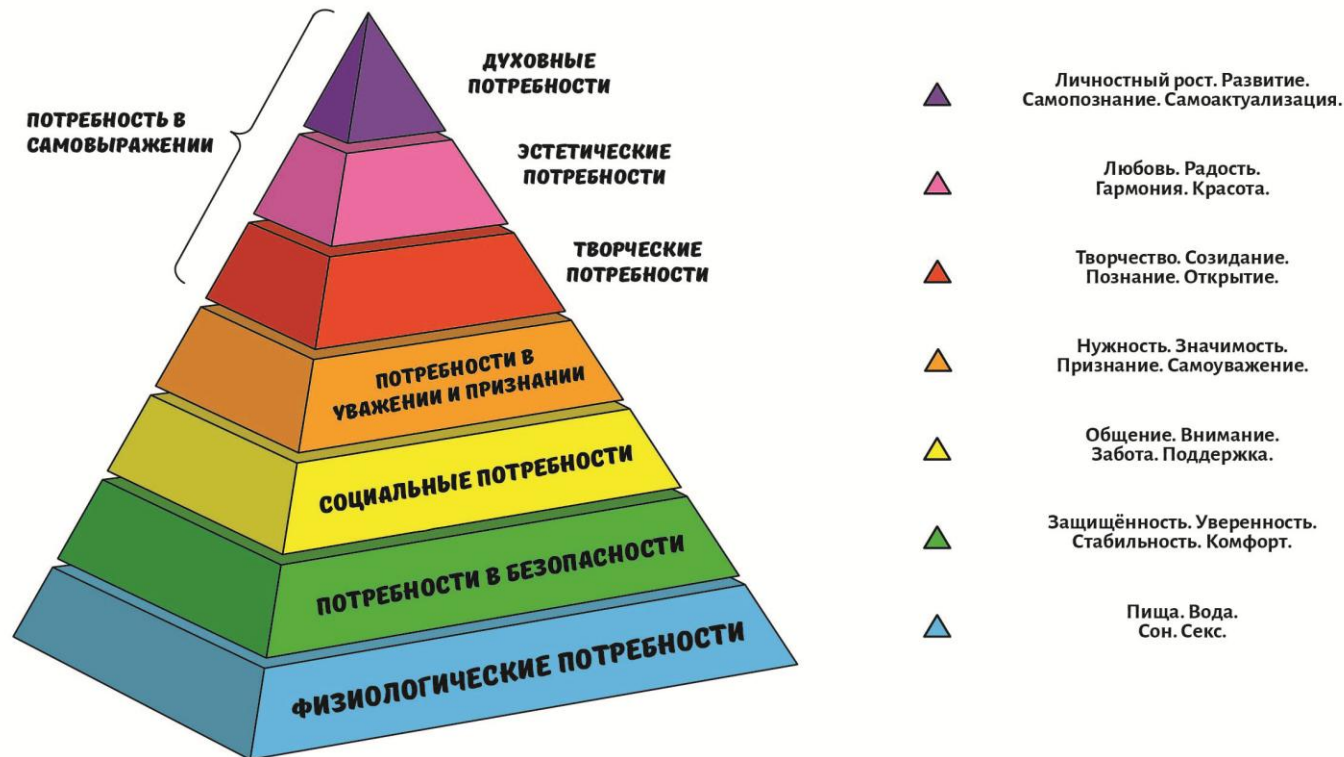 ДУХОВНЫЕ
ПОТРЕБНОСТИ
ПОТРЕБНОСТЬ В
САМОВЫРАЖЕНИИ
ЭСТЕТИЧЕСКИЕ
ПОТРЕБНОСТИ
ТВОРЧЕСКИЕ
ПОТРЕБНОСТИ
ПОТРЕБНОСТИ В
УВАЖЕНИИ И ПРИЗНАНИИ
СОЦИАЛЬНЫЕ ПОТРЕБНОСТИ
ПОТРЕБНОСТИ В БЕЗОПАСНОСТИ
ФИЗИОЛОГИЧЕСКИЕ ПОТРЕБНОСТИ
Личностный рост. Развитие.
Самопознание. Самоактуализация.
Любовь. Радость.
Гармония. Красота.
Творчество. Созидание.
Познание. Открытие.
Нужность. Значимость.
Признание. Самоуважение.
Общение. Внимание.
Забота. Поддержка.
Защищённость. Уверенность.
Стабильность. Комфорт.
Пища. Вода.
Сон. Секс.